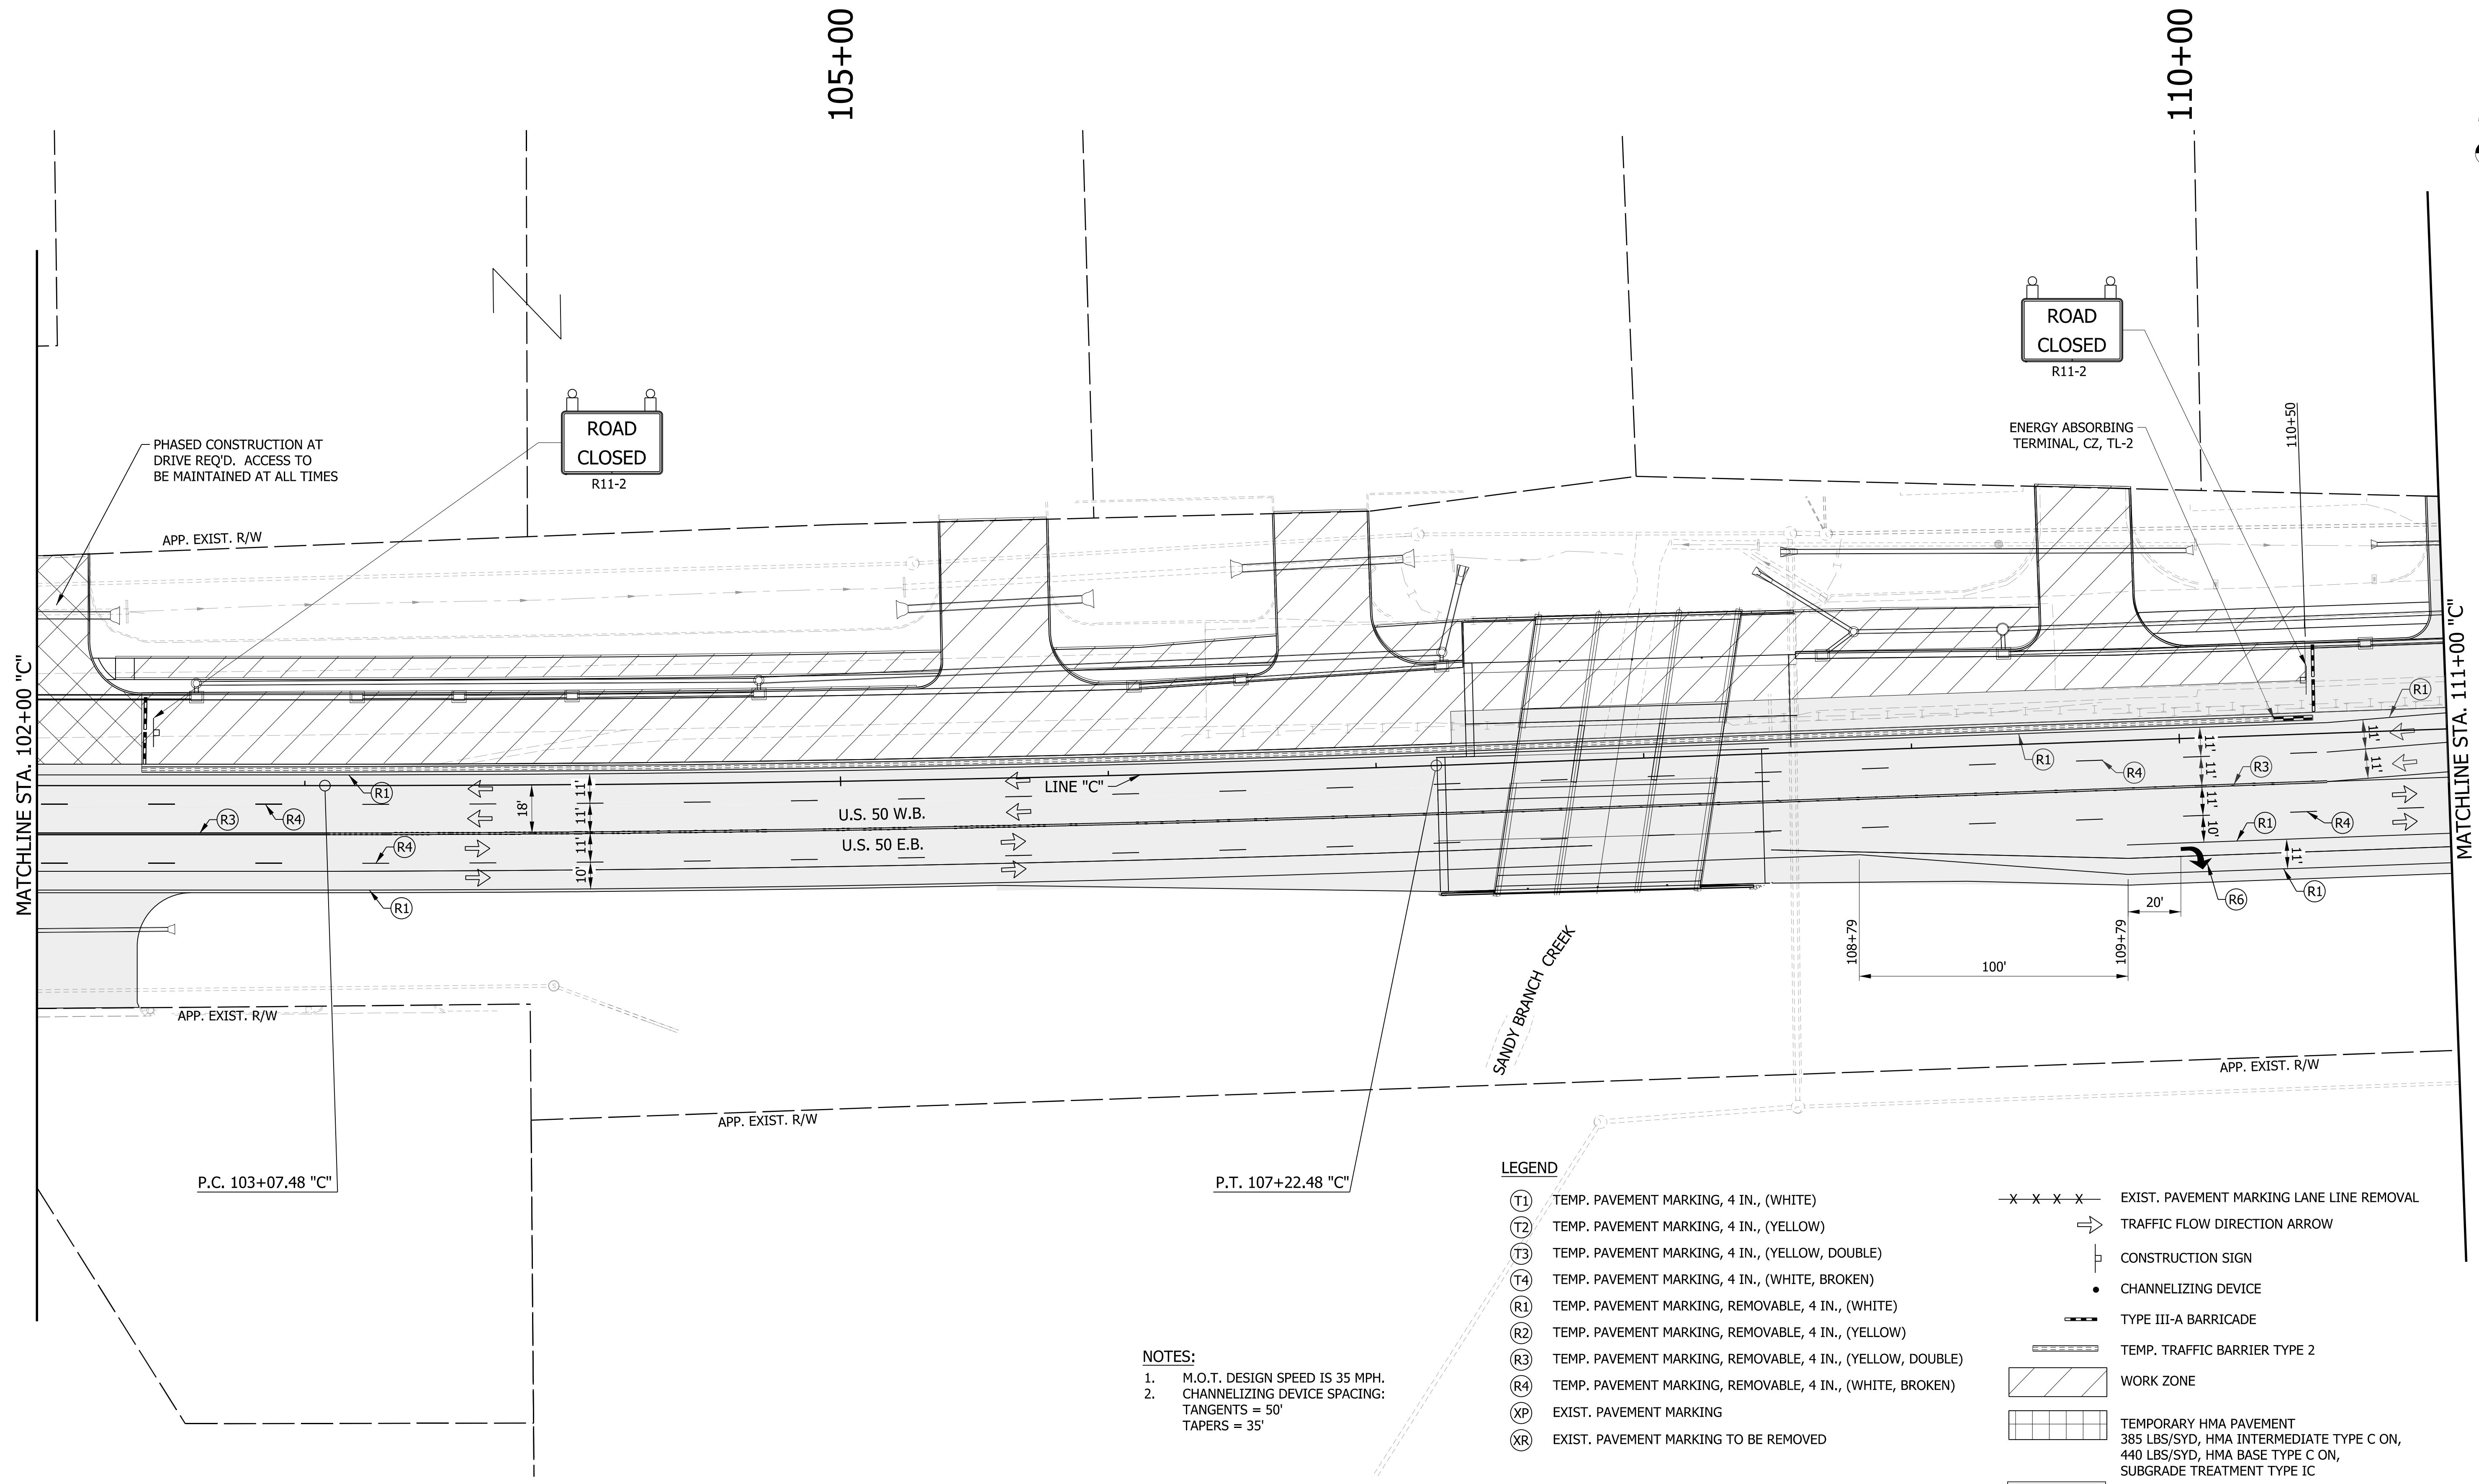 105+00
110+00
ROAD
CLOSED
R11-2
ROAD
CLOSED
R11-2
110+50
ENERGY ABSORBING
TERMINAL, CZ, TL-2
PHASED CONSTRUCTION AT
DRIVE REQ'D. ACCESS TO
BE MAINTAINED AT ALL TIMES
APP. EXIST. R/W
MATCHLINE STA. 102+00 "C"
MATCHLINE STA. 111+00 "C"
R1
11'
11'
11'
11'
11'
10'
11'
R1
R4
R3
R1
R4
R6
R1
20'
LINE "C"
U.S. 50 W.B.
U.S. 50 E.B.
R1
18'
11'
11'
11'
10'
R3
R4
R4
R1
108+79
109+79
100'
SANDY BRANCH CREEK
APP. EXIST. R/W
APP. EXIST. R/W
APP. EXIST. R/W
P.C. 103+07.48 "C"
P.T. 107+22.48 "C"
NOTES:
1. M.O.T. DESIGN SPEED IS 35 MPH.
2. CHANNELIZING DEVICE SPACING:
TANGENTS = 50'
TAPERS = 35'
LEGEND
T1 TEMP. PAVEMENT MARKING, 4 IN., (WHITE)
T2 TEMP. PAVEMENT MARKING, 4 IN., (YELLOW)
T3 TEMP. PAVEMENT MARKING, 4 IN., (YELLOW, DOUBLE)
T4 TEMP. PAVEMENT MARKING, 4 IN., (WHITE, BROKEN)
R1 TEMP. PAVEMENT MARKING, REMOVABLE, 4 IN., (WHITE)
R2 TEMP. PAVEMENT MARKING, REMOVABLE, 4 IN., (YELLOW)
R3 TEMP. PAVEMENT MARKING, REMOVABLE, 4 IN., (YELLOW, DOUBLE)
R4 TEMP. PAVEMENT MARKING, REMOVABLE, 4 IN., (WHITE, BROKEN)
XP EXIST. PAVEMENT MARKING
XR EXIST. PAVEMENT MARKING TO BE REMOVED
X X X X EXIST. PAVEMENT MARKING LANE LINE REMOVAL
TRAFFIC FLOW DIRECTION ARROW
CONSTRUCTION SIGN
CHANNELIZING DEVICE
TYPE III-A BARRICADE
TEMP. TRAFFIC BARRIER TYPE 2
WORK ZONE
TEMPORARY HMA PAVEMENT
385 LBS/SYD, HMA INTERMEDIATE TYPE C ON,
440 LBS/SYD, HMA BASE TYPE C ON,
SUBGRADE TREATMENT TYPE IC